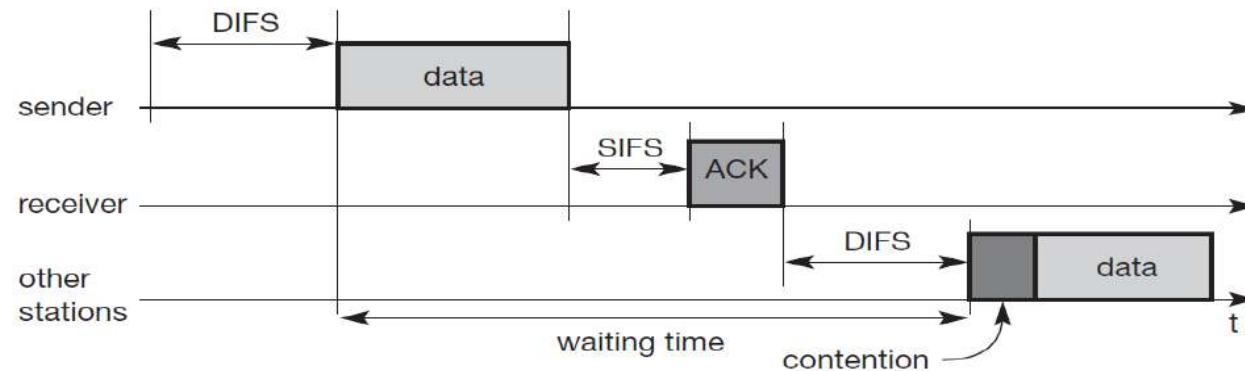 DIFS
data
sender
SIFS
ACK
receiver
DIFS
data
other
stations
t
waiting time
contention